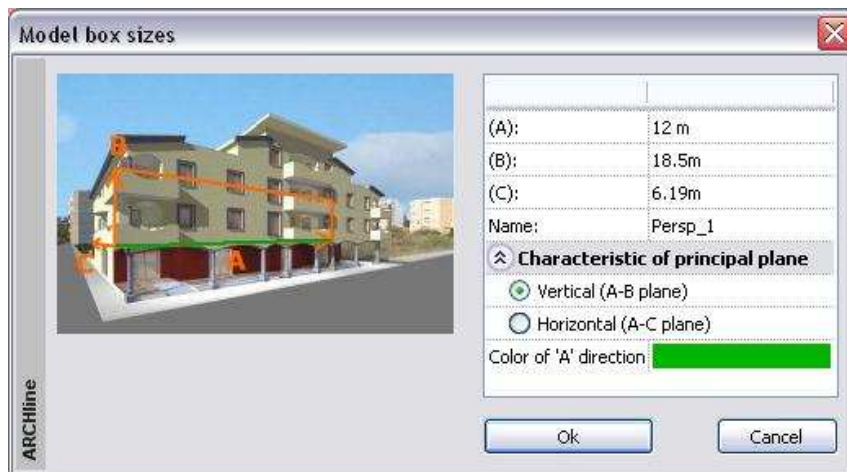 Model box sizes
B
C
A
(A): 12 m
(B): 18.5m
(C): 6.19m
Name: Persp_1
Characteristic of principal plane
Vertical (A-B plane)
Horizontal (A-C plane)
Color of 'A' direction
Ok Cancel
ARCHline